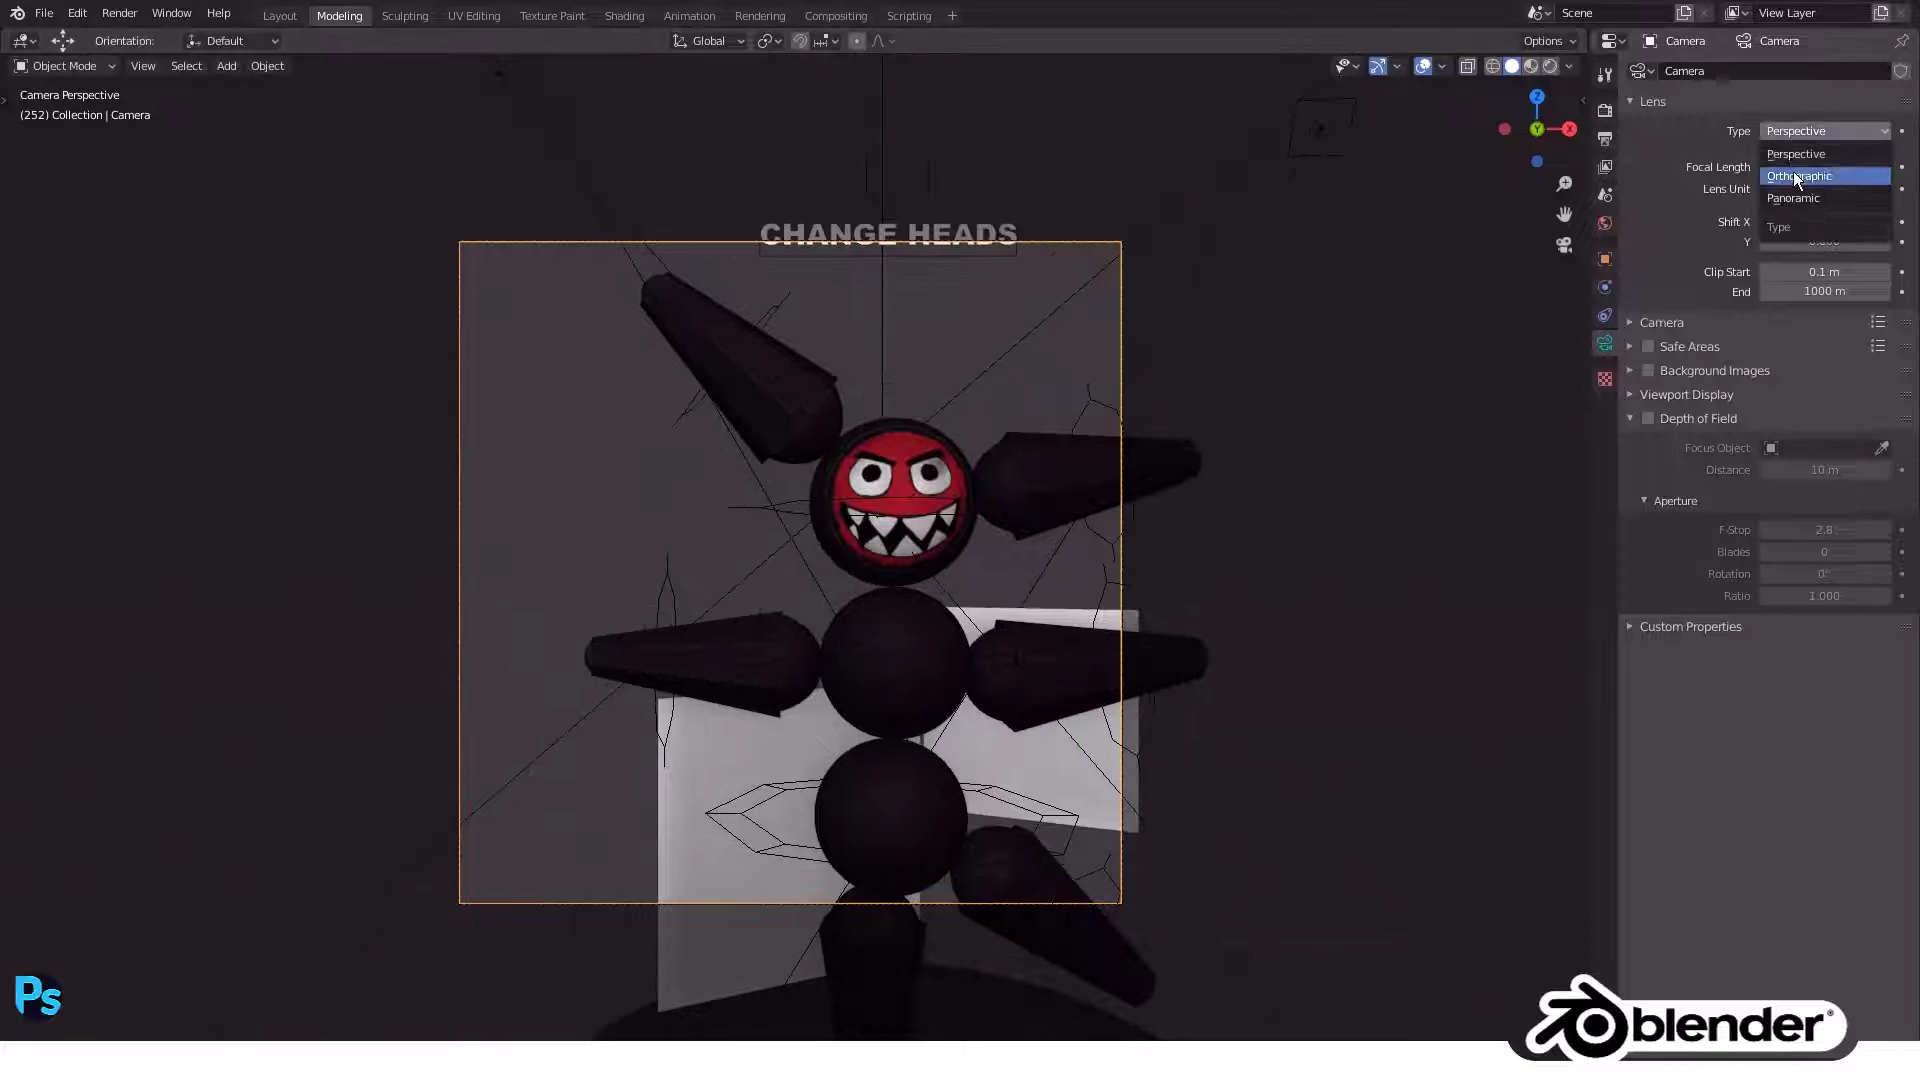 File Edit Render Window Help Layout Modeling Sculpting UV Editing Texture Paint Shading Animation Rendering Compositing Scripting + Scene View Layer
Orientation: Default Global Options Camera Camera
Object Mode View Select Add Object Camera
Camera Perspective
(252) Collection | Camera
Z
Y
X
Lens
Type Perspective
Perspective
Focal Length
Orthographic
Lens Unit
Panoramic
Shift X
Type
Y
Clip Start 0.1 m
End 1000 m
Camera
Safe Areas
Background Images
Viewport Display
Depth of Field
Focus Object
Distance 10 m
Aperture
F-Stop 2.8
Blades 0
Rotation 0°
Ratio 1.000
Custom Properties
CHANGE HEADS
Ps
blender®